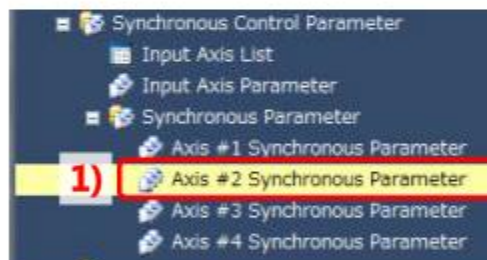 Synchronous Control Parameter
Input Axis List
Input Axis Parameter
Synchronous Parameter
Axis #1 Synchronous Parameter
1) Axis #2 Synchronous Parameter
Axis #3 Synchronous Parameter
Axis #4 Synchronous Parameter